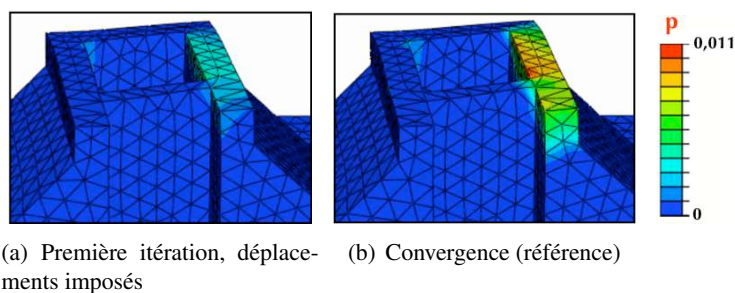 p
0,011
0
(a) Première itération, déplace-
ments imposés
(b) Convergence (référence)